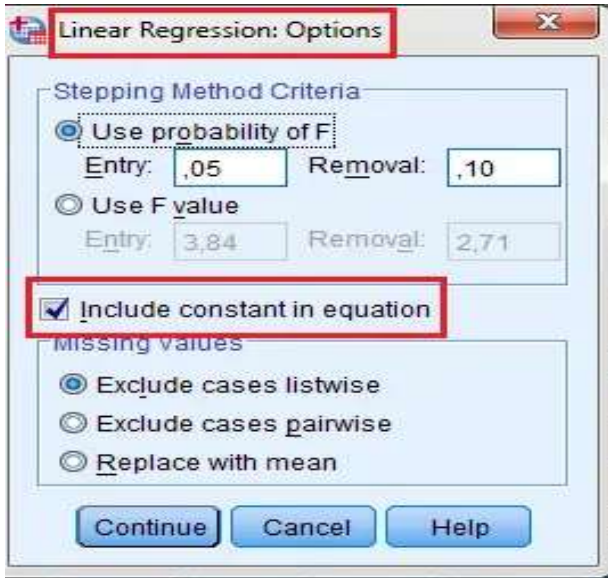 Linear Regression: Options
Stepping Method Criteria
Use probability of F
Entry: ,05 Removal: ,10
Use F value
Entry: 3,84 Removal: 2,71
Include constant in equation
Missing Values
Exclude cases listwise
Exclude cases pairwise
Replace with mean
Continue Cancel Help